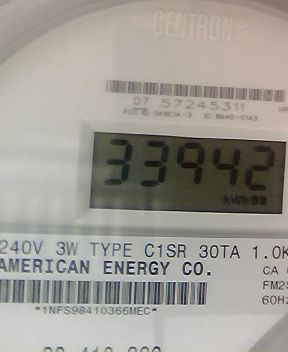 CENTRON®
07 57245311
33942
kWh
240V 3W TYPE C1SR 30TA 1.0K
AMERICAN ENERGY CO.
CA
FM2S
60Hz
*1NFS98410366MEC*